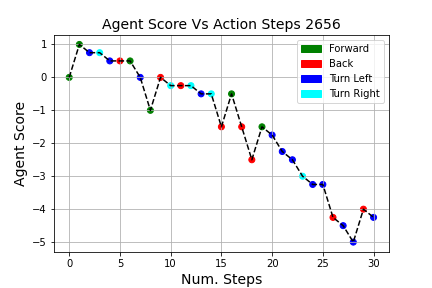 Agent Score Vs Action Steps 2656
Agent Score
1
0
−1
−2
−3
−4
−5
Forward
Back
Turn Left
Turn Right
0 5 10 15 20 25 30
Num. Steps